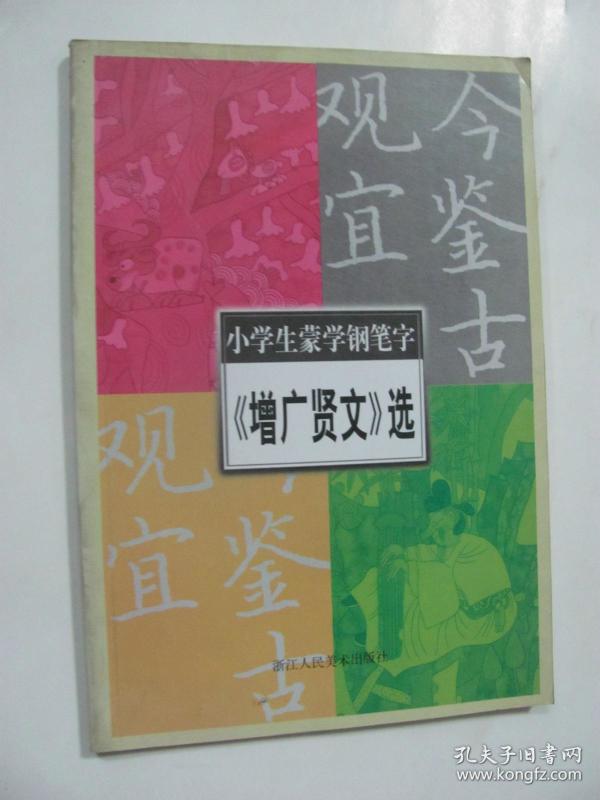 观宜
今鉴古
小学生蒙学钢笔字
《增广贤文》选
观宜
今鉴古
浙江人民美术出版社
孔夫子旧书网
www.kongfz.com